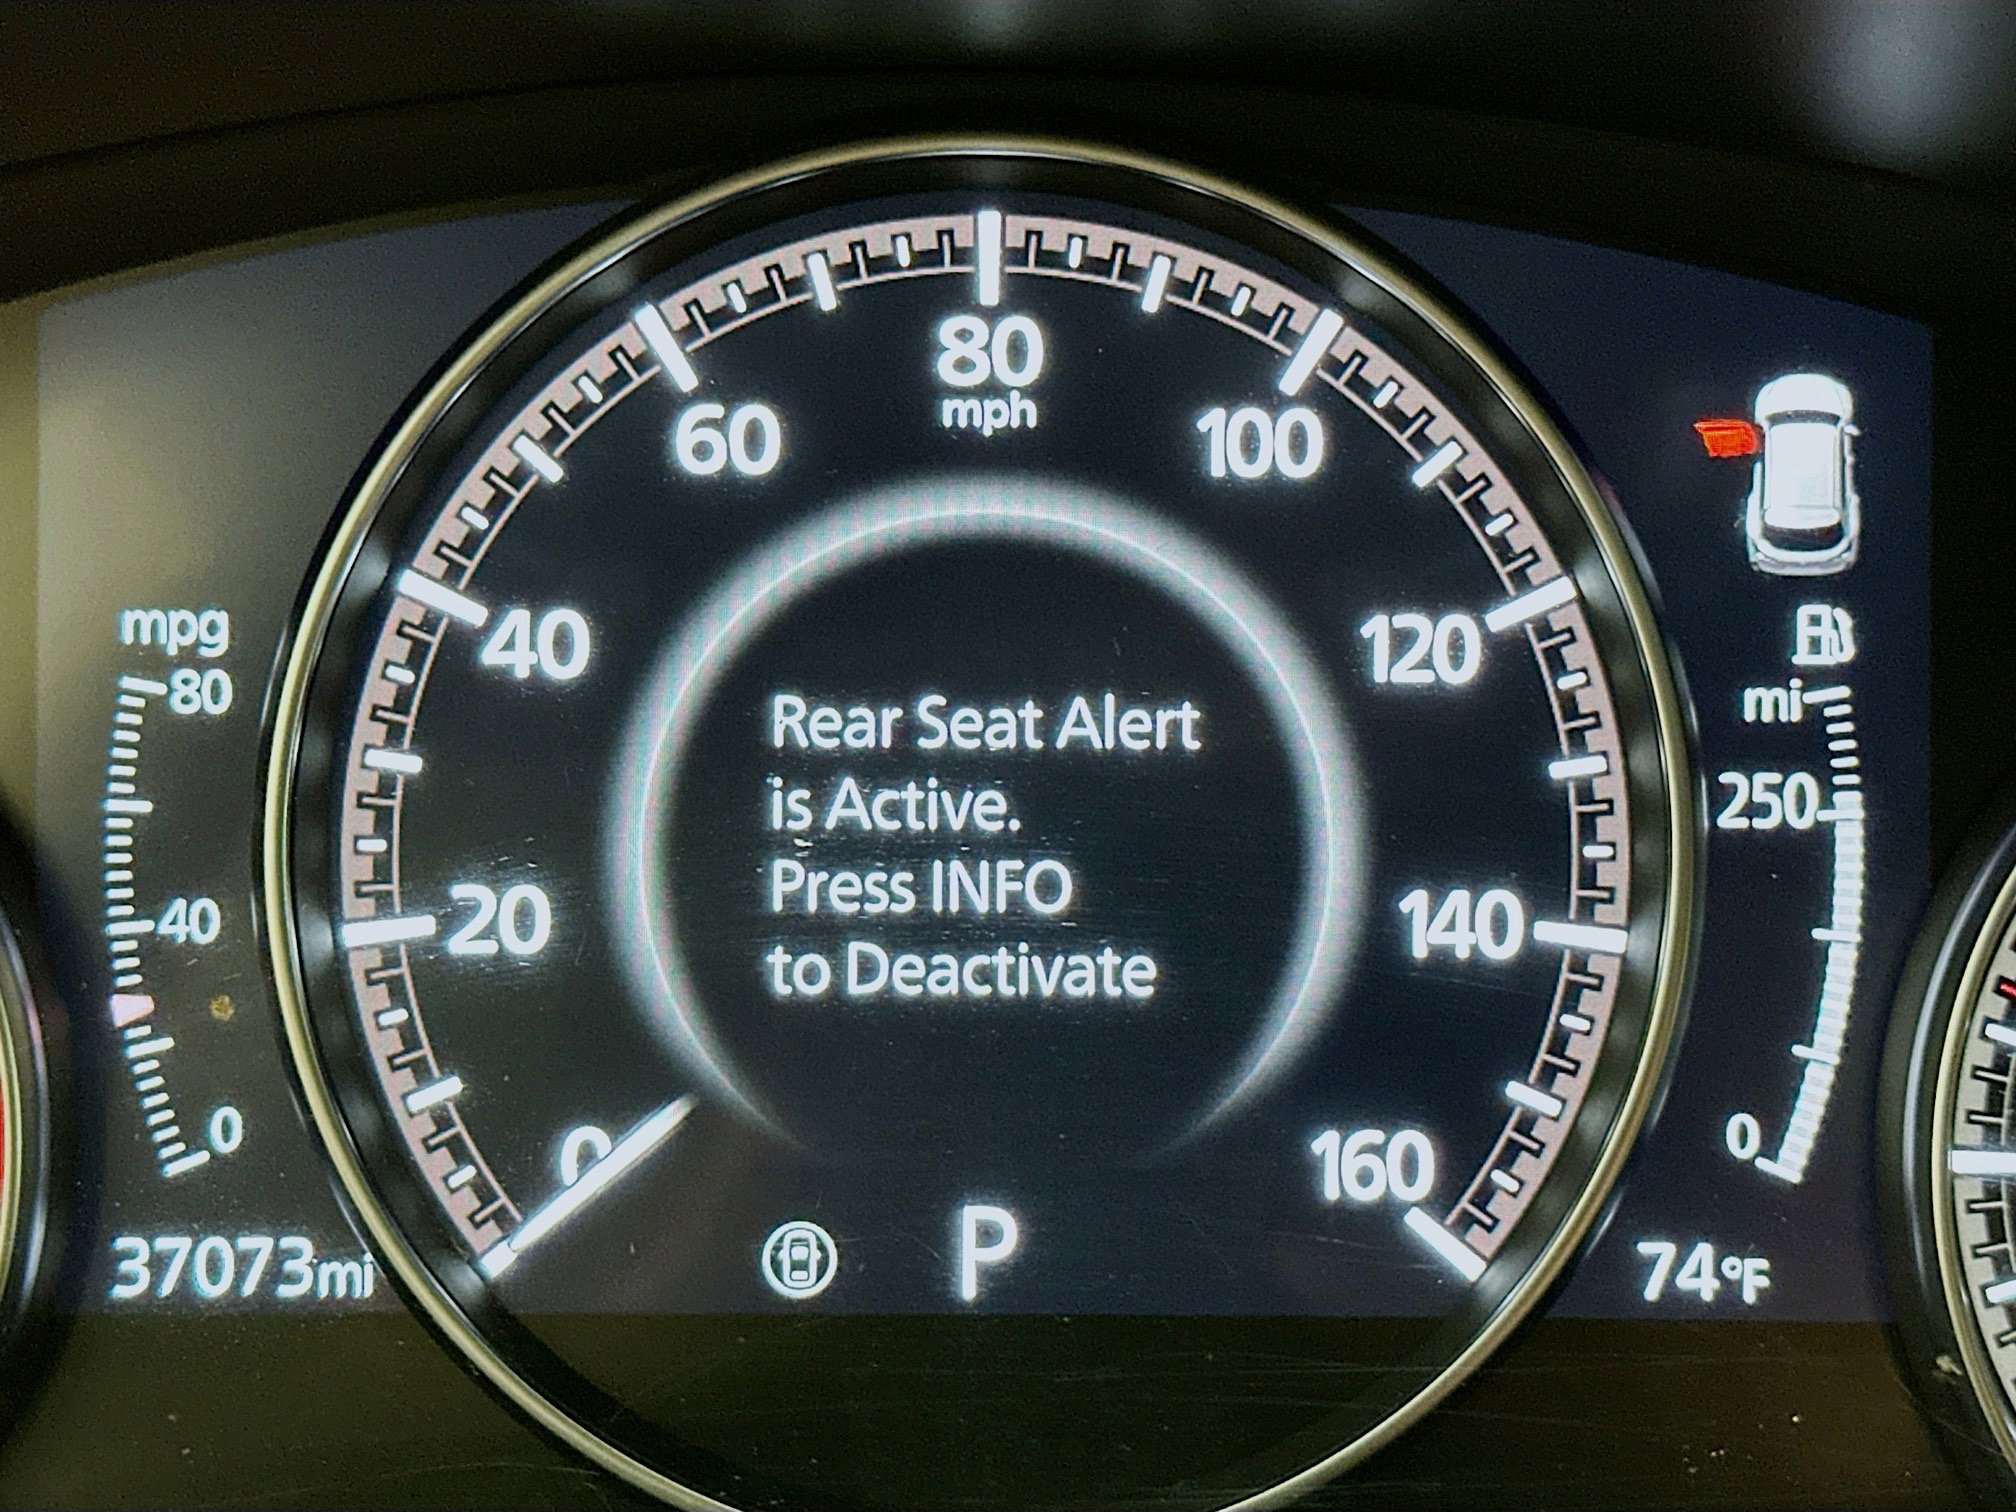 80
mph
60
100
40
120
20
140
0
160
mpg
80
40
0
Rear Seat Alert
is Active.
Press INFO
to Deactivate
mi
250
0
37073mi
P
74°F